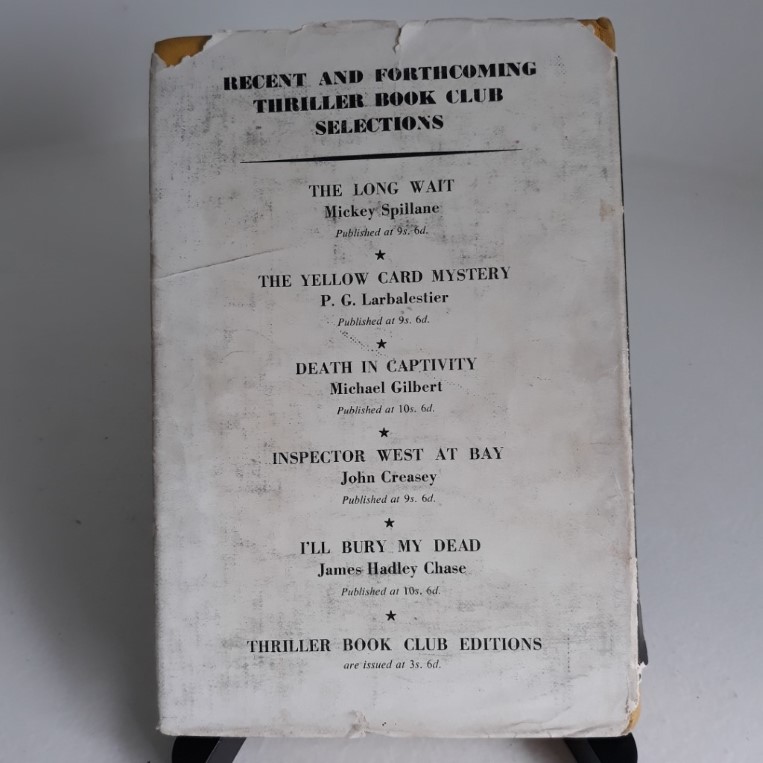 RECENT AND FORTHCOMING
THRILLER BOOK CLUB
SELECTIONS
THE LONG WAIT
Mickey Spillane
Published at 9s. 6d.
★
THE YELLOW CARD MYSTERY
P. G. Larbalestier
Published at 9s. 6d.
★
DEATH IN CAPTIVITY
Michael Gilbert
Published at 10s. 6d.
★
INSPECTOR WEST AT BAY
John Creasey
Published at 9s. 6d.
★
I'LL BURY MY DEAD
James Hadley Chase
Published at 10s. 6d.
★
THRILLER BOOK CLUB EDITIONS
are issued at 3s. 6d.